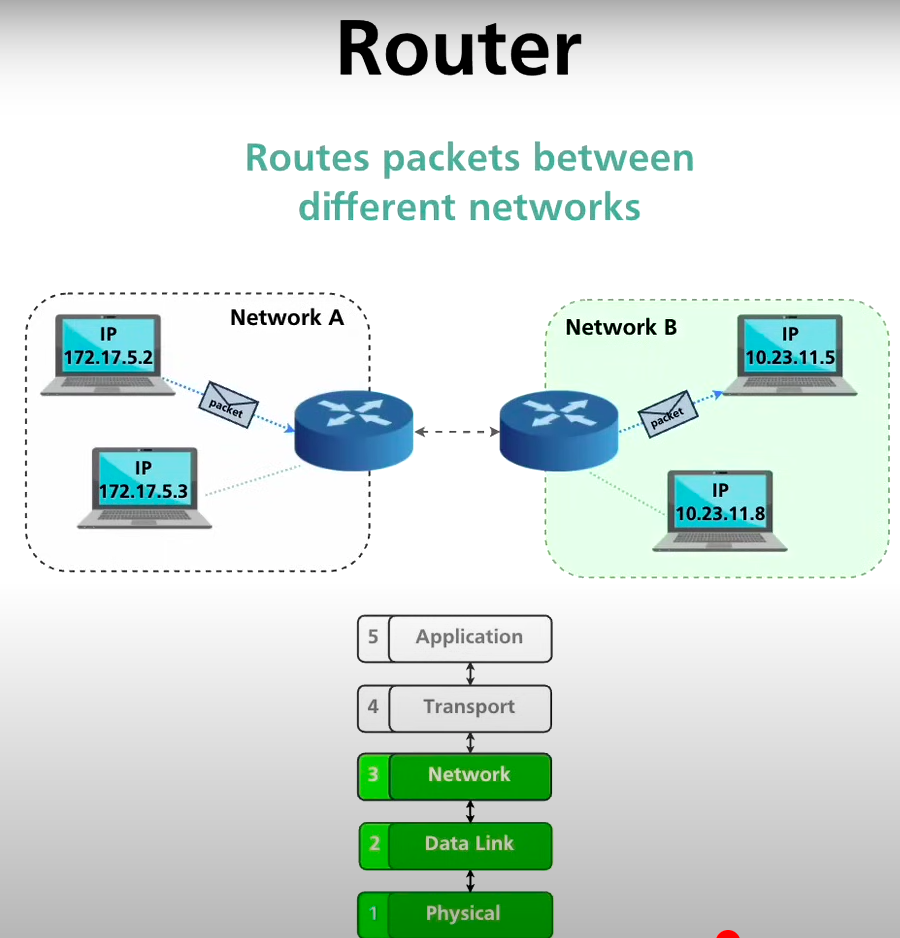 Router
Routes packets between
different networks
Network A
IP
172.17.5.2
packet
IP
172.17.5.3
Network B
IP
10.23.11.5
packet
IP
10.23.11.8
5 Application
4 Transport
3 Network
2 Data Link
1 Physical